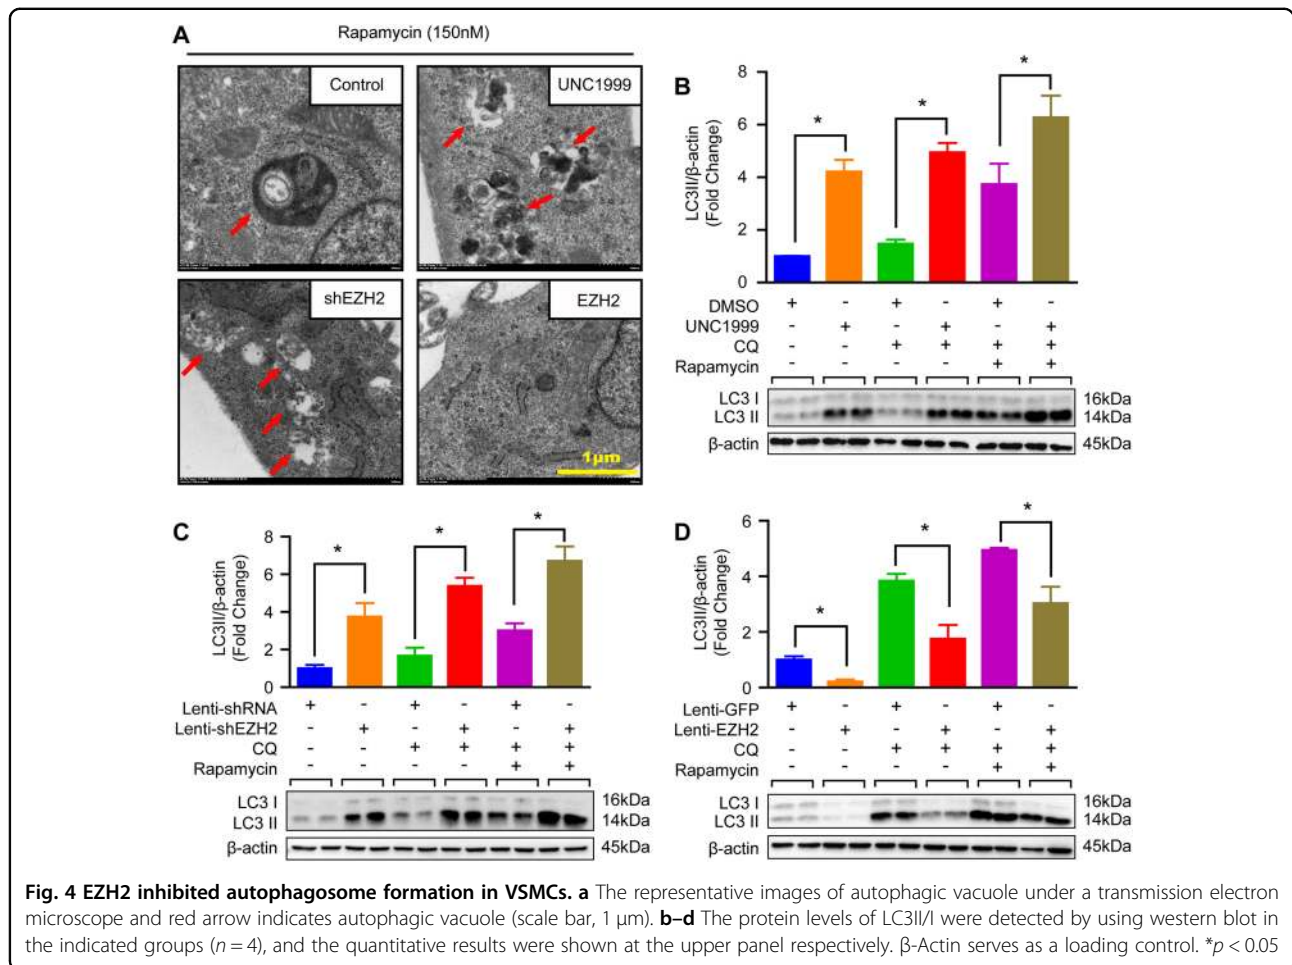 A
Rapamycin (150nM)
Control
UNC1999
shEZH2
EZH2
1μm
B
LC3II/β-actin
(Fold Change)
8
6
4
2
0
* * *
DMSO + - + - + -
UNC1999 - + - + - +
CQ - - + + + +
Rapamycin - - - - + +
LC3 I 16kDa
LC3 II 14kDa
β-actin 45kDa
C
LC3II/β-actin
(Fold Change)
8
6
4
2
0
* * *
Lenti-shRNA + - + - + -
Lenti-shEZH2 - + - + - +
CQ - - + + + +
Rapamycin - - - - + +
LC3 I 16kDa
LC3 II 14kDa
β-actin 45kDa
D
LC3II/β-actin
(Fold Change)
6
4
2
0
* * *
Lenti-GFP + - + - + -
Lenti-EZH2 - + - + - +
CQ - - + + + +
Rapamycin - - - - + +
LC3 I 16kDa
LC3 II 14kDa
β-actin 45kDa
Fig. 4 EZH2 inhibited autophagosome formation in VSMCs. a The representative images of autophagic vacuole under a transmission electron
microscope and red arrow indicates autophagic vacuole (scale bar, 1 μm). b–d The protein levels of LC3II/I were detected by using western blot in
the indicated groups (n = 4), and the quantitative results were shown at the upper panel respectively. β-Actin serves as a loading control. *p < 0.05